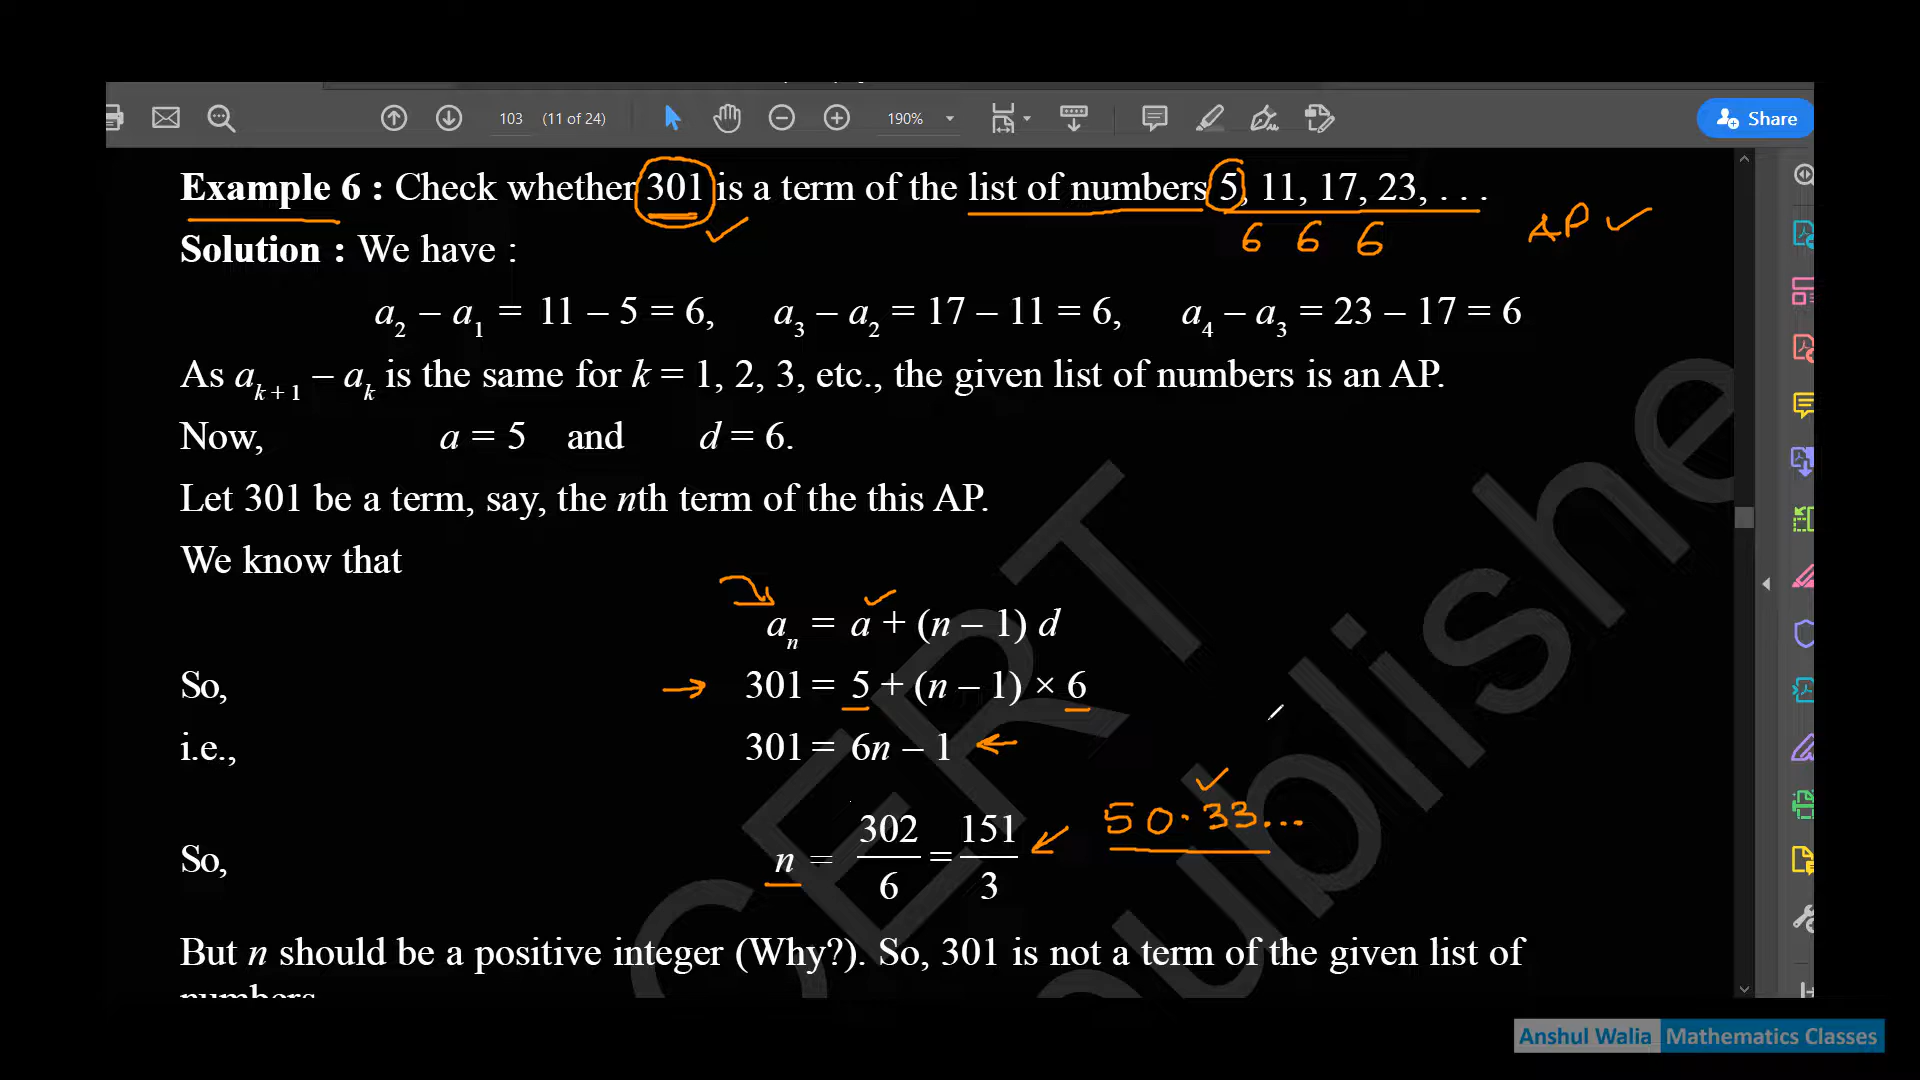 103 (11 of 24) 190% Share
Example 6 : Check whether 301 is a term of the list of numbers 5, 11, 17, 23, . . .
6 6 6 AP ✓
Solution : We have :
a₂ – a₁ = 11 – 5 = 6, a₃ – a₂ = 17 – 11 = 6, a₄ – a₃ = 23 – 17 = 6
As aₖ₊₁ – aₖ is the same for k = 1, 2, 3, etc., the given list of numbers is an AP.
Now, a = 5 and d = 6.
Let 301 be a term, say, the nth term of the this AP.
We know that
aₙ = a + (n – 1) d
So, 301 = 5 + (n – 1) × 6
i.e., 301 = 6n – 1
50.33...
So, n = 302/6 = 151/3
But n should be a positive integer (Why?). So, 301 is not a term of the given list of
numbers.
CERT
publishe
Anshul Walia Mathematics Classes